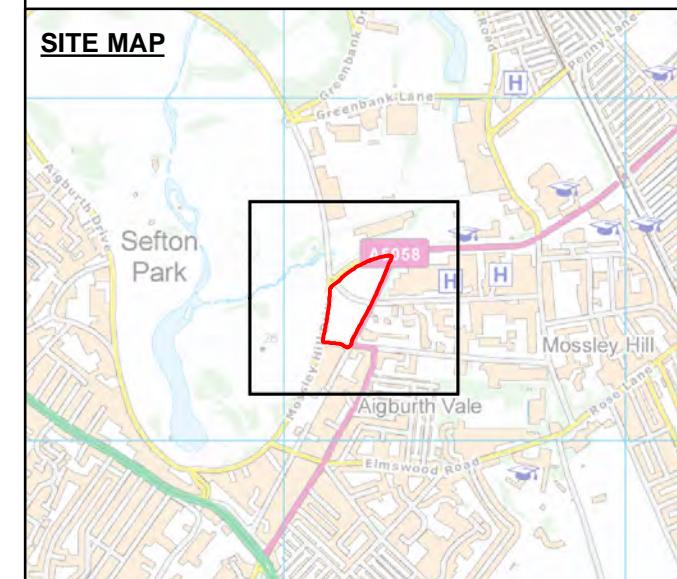 SITE MAP
Greenbank
Road
Penny Lane
H
Greenbank Lane
Aigburth Drive
Sefton
Park
A5058
H
H
26
Mossley Hill
Mossley Hill
Aigburth Vale
Rose Lane
Elmswood Road